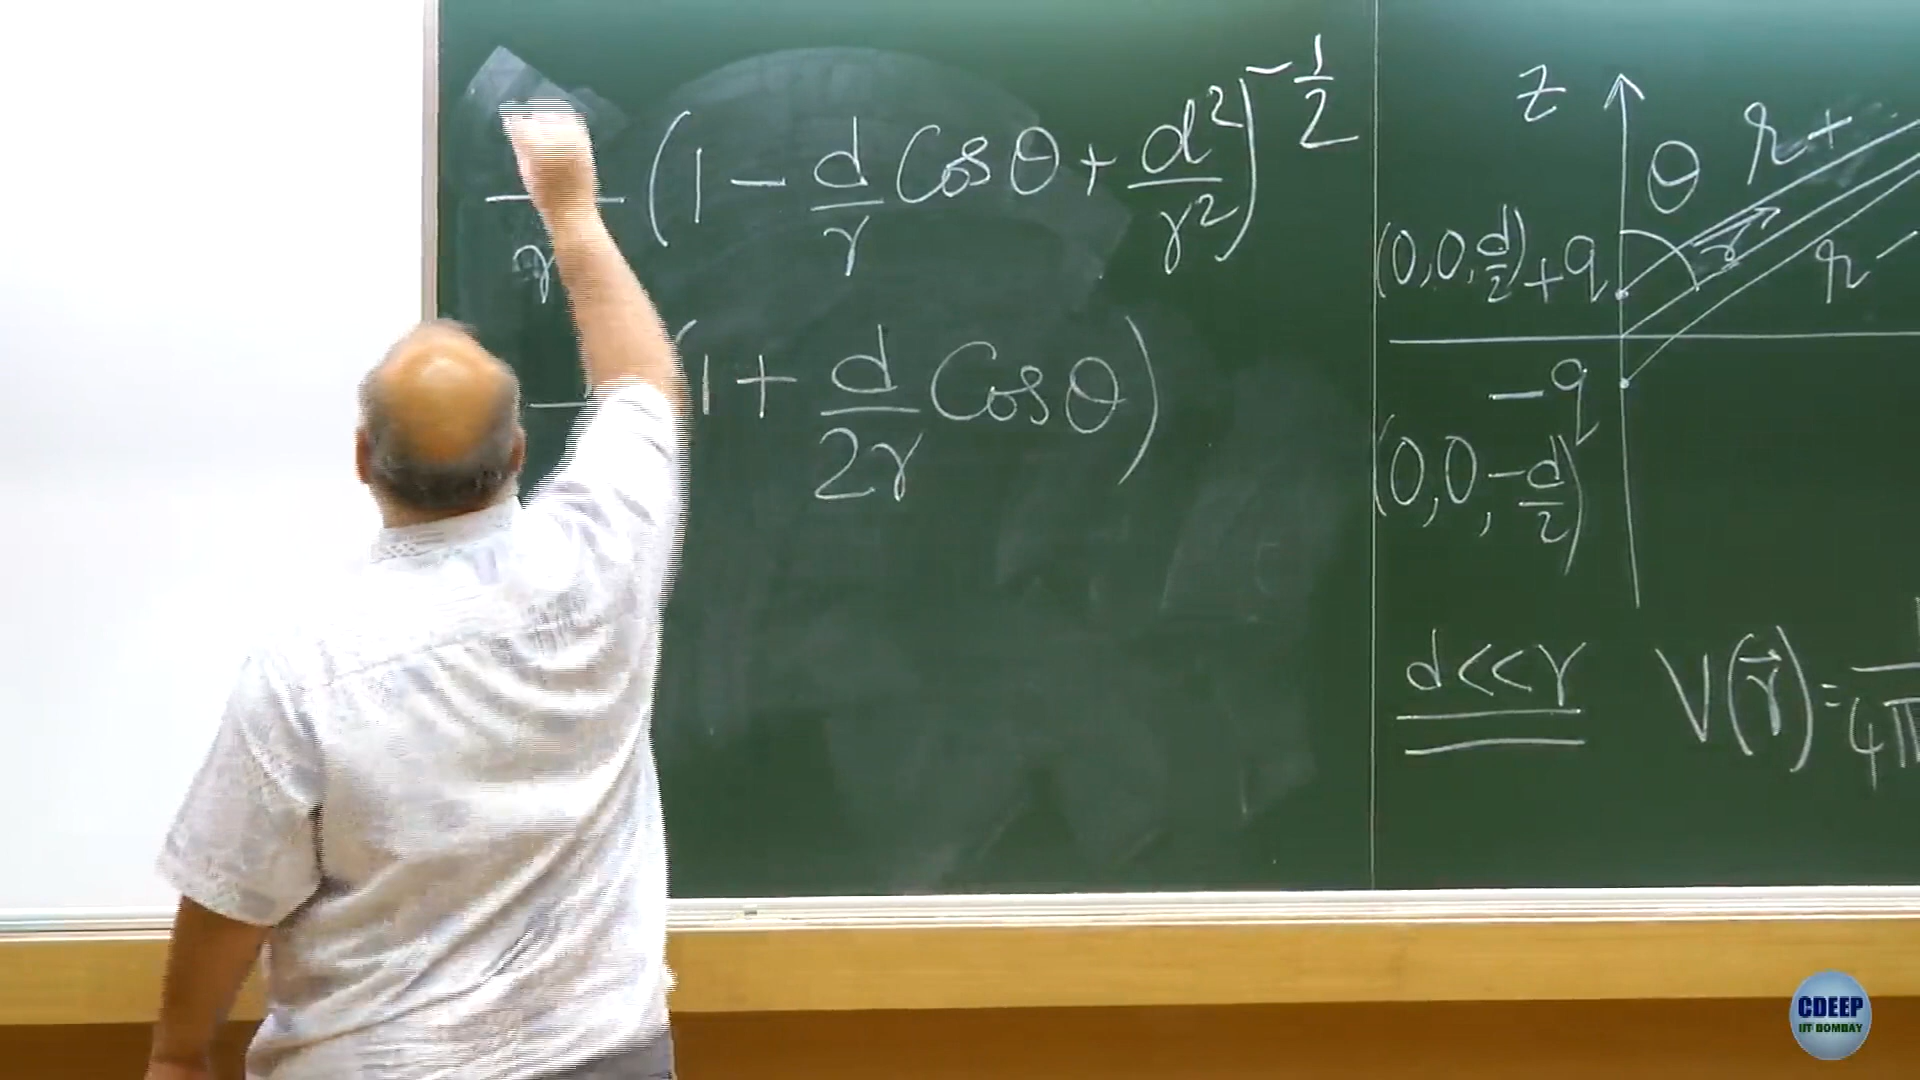 r (1 - d/r Cosθ + d²/r²)^-1/2
(1 + d/2r Cosθ)
z
θ r+
(0,0,d/2) +q r r-
-q
(0,0,-d/2)
d<<r V(r⃗) = 1/4π
CDEEP
IIT BOMBAY